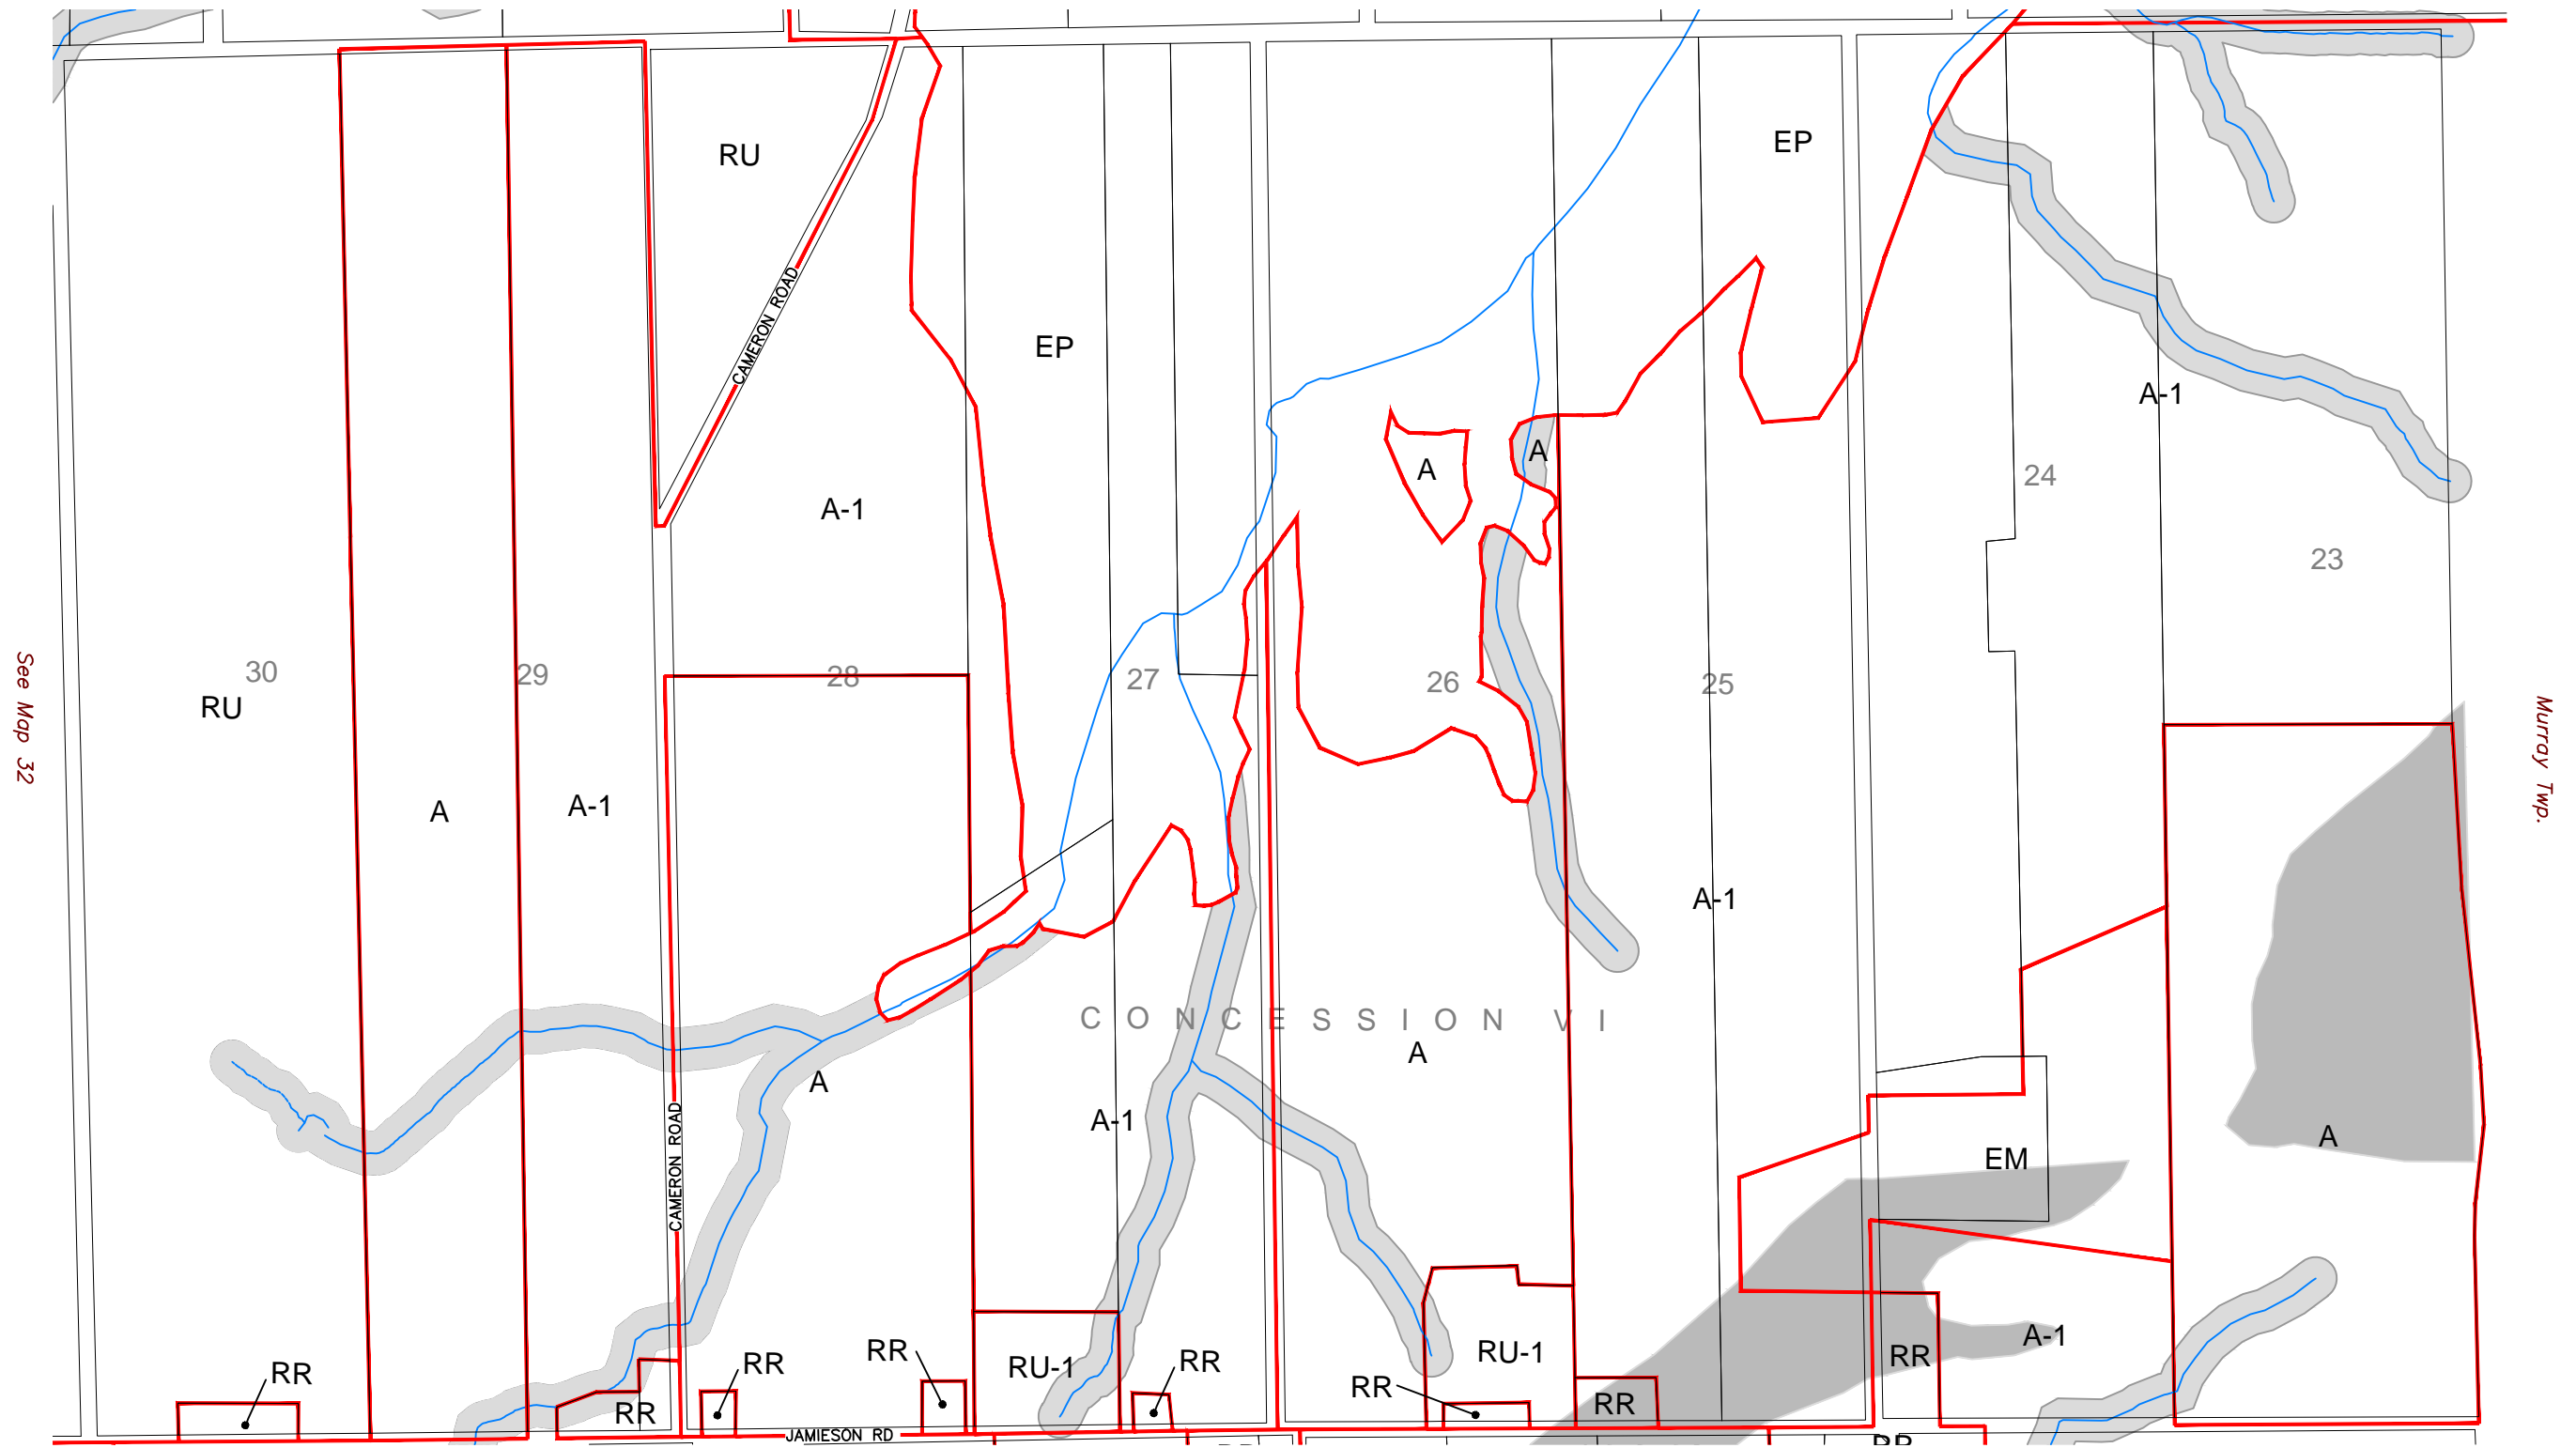 RU
EP
CAMERON ROAD
EP
A-1
A
A
24
A-1
23
See Map 32
Murray Twp.
30
29
28
27
26
25
RU
A
A-1
A-1
CONCESSION VI
A
A
A-1
CAMERON ROAD
EM
A
RR
RR
RR
RU-1
RR
RU-1
RR
RR
A-1
RR
RR
RR
JAMIESON RD